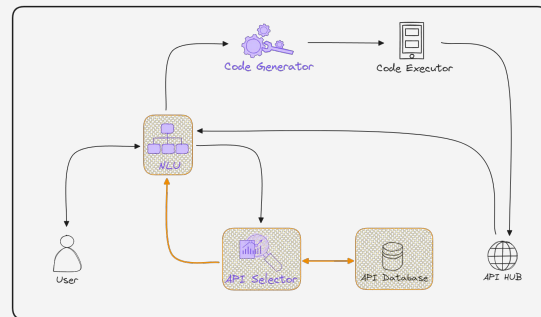 Code Generator
Code Executor
NLU
User
API Selector
API Database
API HUB